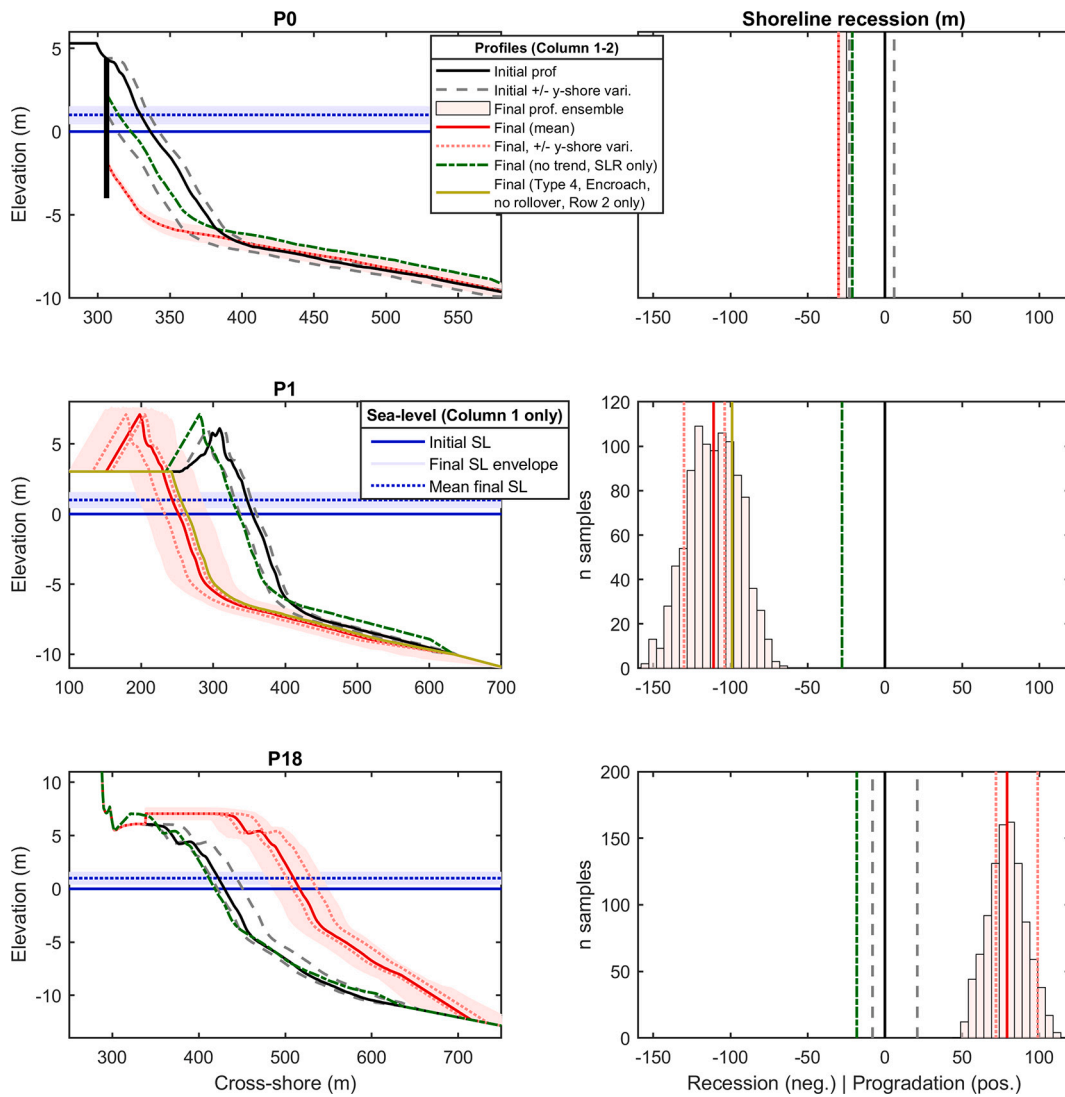 P0
Shoreline recession (m)
5
0
-5
-10
Elevation (m)
300
350
400
450
500
550
Profiles (Column 1-2)
Initial prof
Initial +/- y-shore vari.
Final prof. ensemble
Final (mean)
Final, +/- y-shore vari.
Final (no trend, SLR only)
Final (Type 4, Encroach,
no rollover, Row 2 only)
-150
-100
-50
0
50
100
P1
5
0
-5
-10
Elevation (m)
100
200
300
400
500
600
700
Sea-level (Column 1 only)
Initial SL
Final SL envelope
Mean final SL
120
100
80
60
40
20
0
n samples
-150
-100
-50
0
50
100
P18
10
5
0
-5
-10
Elevation (m)
300
400
500
600
700
Cross-shore (m)
200
150
100
50
0
n samples
-150
-100
-50
0
50
100
Recession (neg.) | Progradation (pos.)